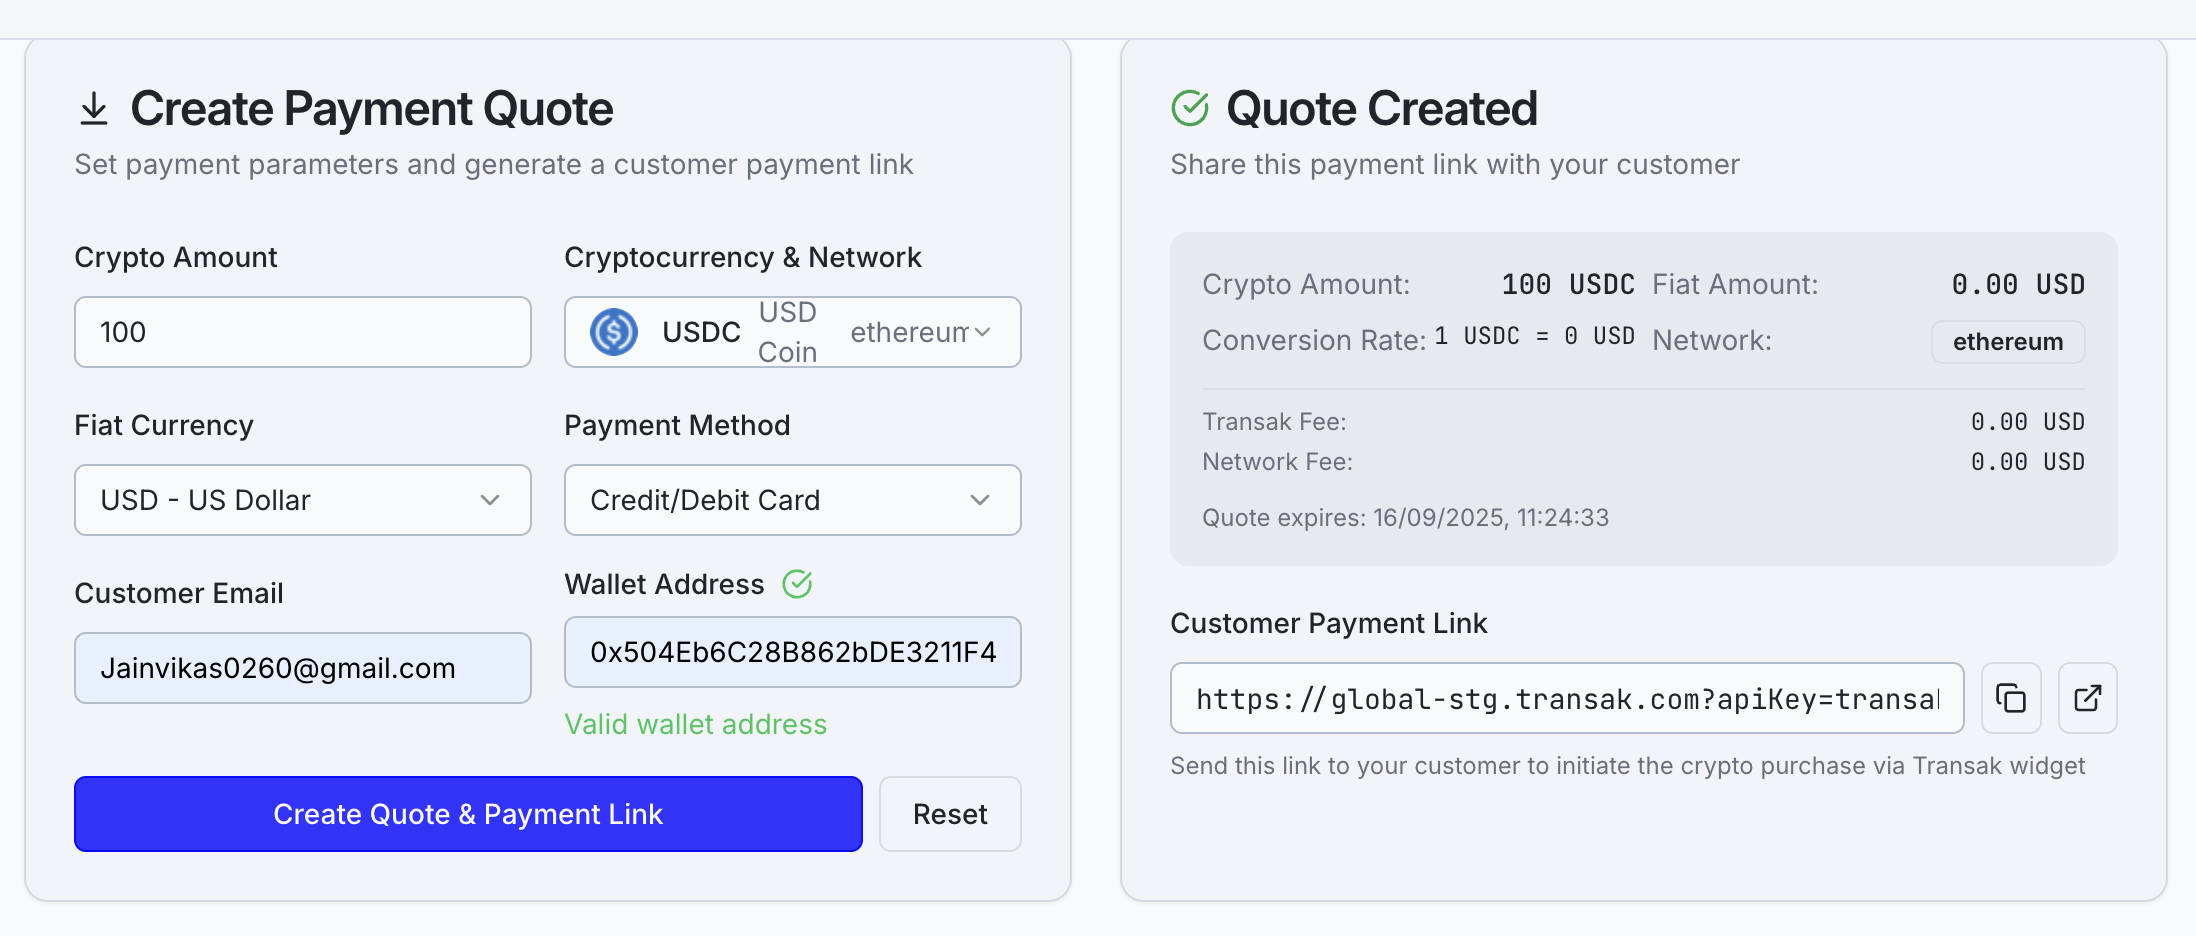 Create Payment Quote
Set payment parameters and generate a customer payment link
Crypto Amount
100
Cryptocurrency & Network
USDC
USD
Coin
ethereum
Fiat Currency
USD - US Dollar
Payment Method
Credit/Debit Card
Customer Email
Jainvikas0260@gmail.com
Wallet Address
0x504Eb6C28B862bDE3211F4
Valid wallet address
Create Quote & Payment Link
Reset
Quote Created
Share this payment link with your customer
Crypto Amount: 100 USDC Fiat Amount: 0.00 USD
Conversion Rate: 1 USDC = 0 USD Network: ethereum
Transak Fee: 0.00 USD
Network Fee: 0.00 USD
Quote expires: 16/09/2025, 11:24:33
Customer Payment Link
https://global-stg.transak.com?apiKey=transak
Send this link to your customer to initiate the crypto purchase via Transak widget